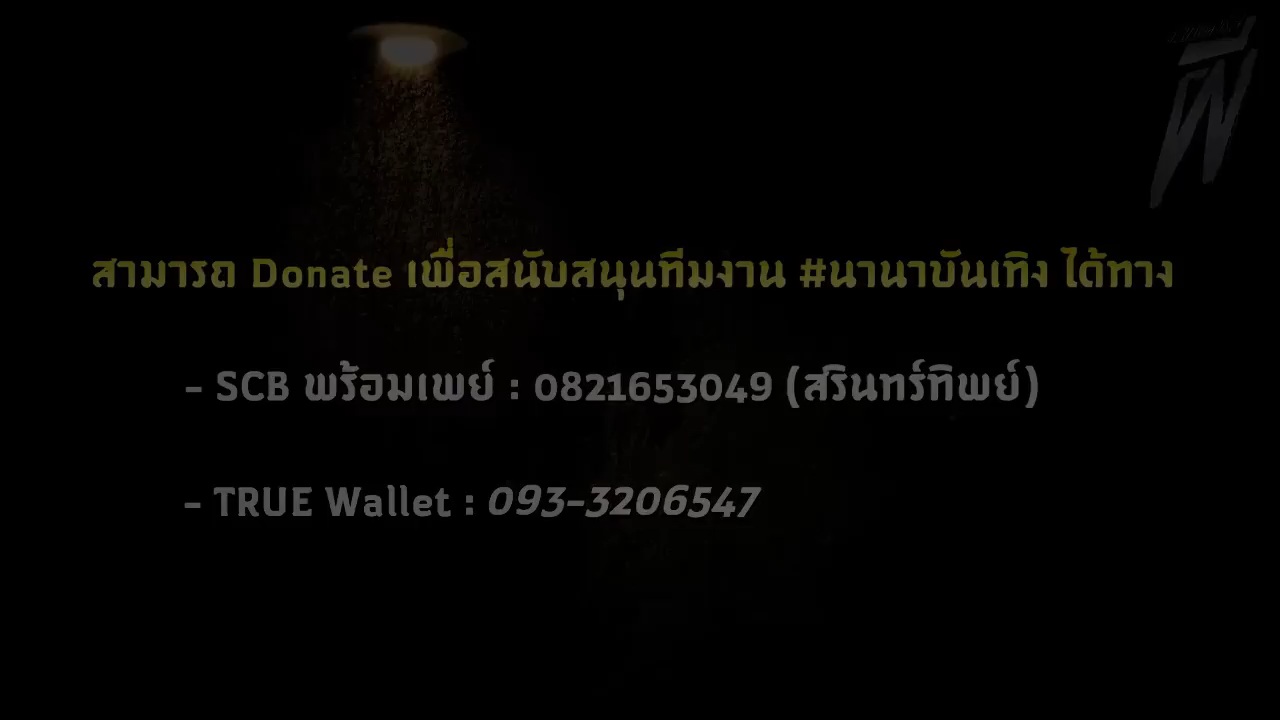 ผี
สามารถ Donate เพื่อสนับสนุนทีมงาน #นานาบันเทิง ได้ทาง
- SCB พร้อมเพย์ : 0821653049 (สรินทร์ทิพย์)
- TRUE Wallet : 093-3206547